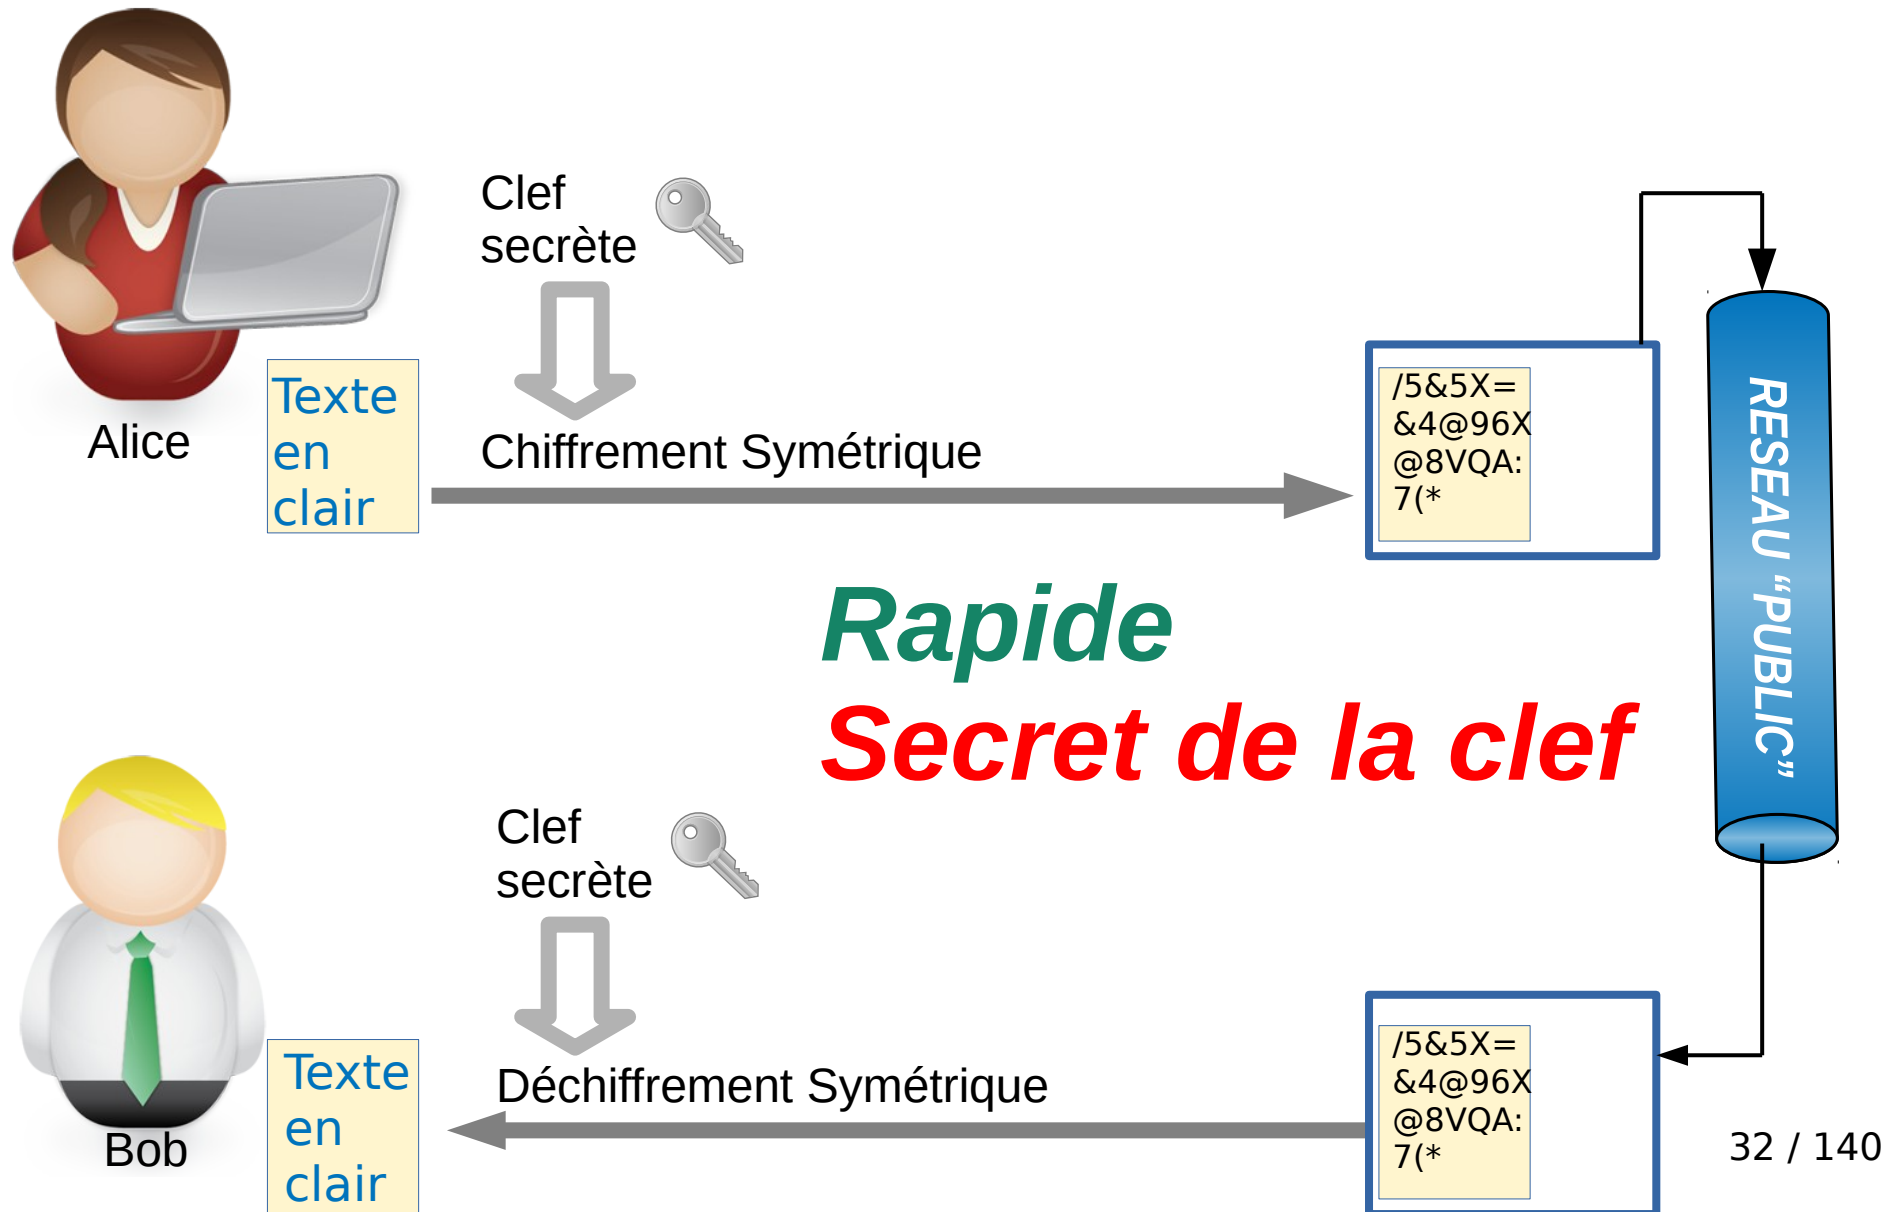 Clef
secrète
Alice
Texte
en
clair
Chiffrement Symétrique
/5&5X=
&4@96X
@8VQA:
7(*
RESEAU “PUBLIC”
Rapide
Secret de la clef
Clef
secrète
Bob
Texte
en
clair
Déchiffrement Symétrique
/5&5X=
&4@96X
@8VQA:
7(*
32 / 140